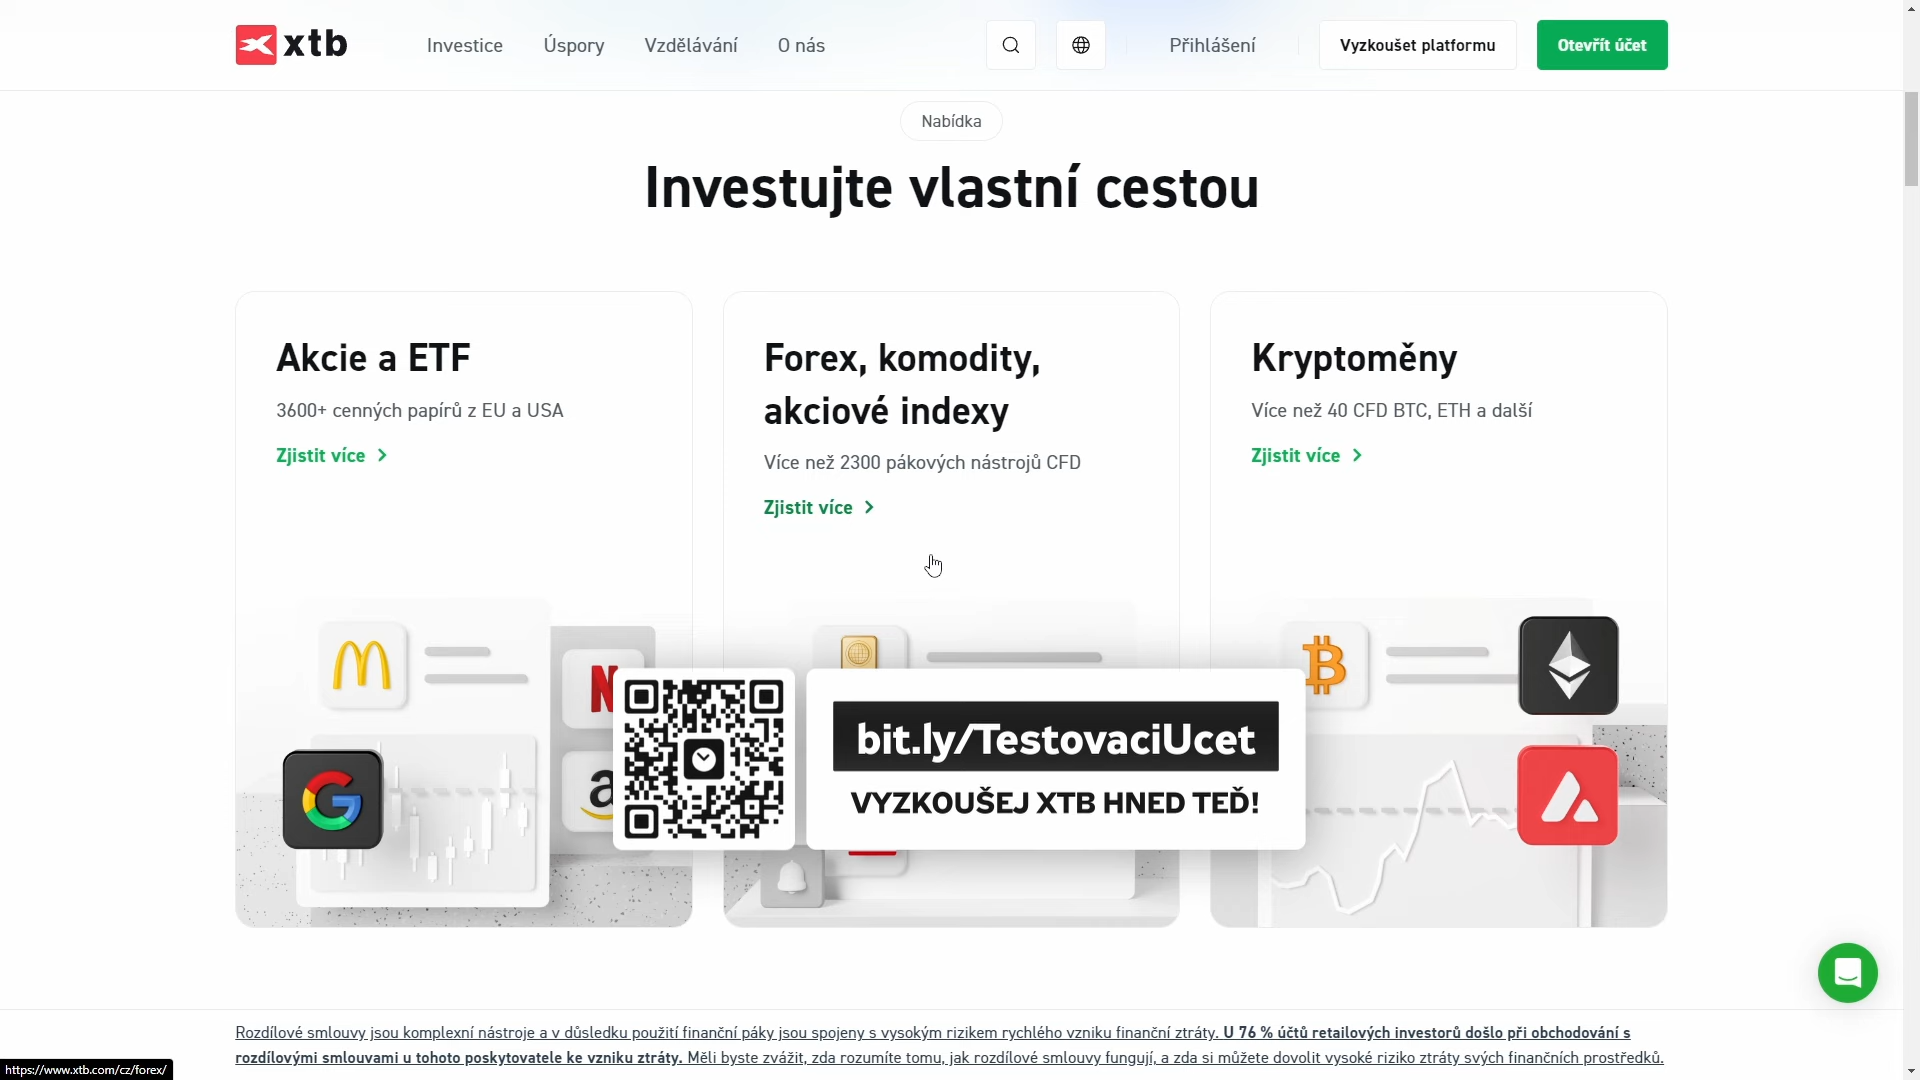 xtb
Investice
Úspory
Vzdělávání
O nás
Přihlášení
Vyzkoušet platformu
Otevřít účet
Nabídka
Investujte vlastní cestou
Akcie a ETF
3600+ cenných papírů z EU a USA
Zjistit více
Forex, komodity,
akciové indexy
Více než 2300 pákových nástrojů CFD
Zjistit více
Kryptoměny
Více než 40 CFD BTC, ETH a další
Zjistit více
bit.ly/TestovaciUcet
VYZKOUŠEJ XTB HNED TEĎ!
Rozdílové smlouvy jsou komplexní nástroje a v důsledku použití finanční páky jsou spojeny s vysokým rizikem rychlého vzniku finanční ztráty. U 76 % účtů retailových investorů došlo při obchodování s
rozdílovými smlouvami u tohoto poskytovatele ke vzniku ztráty. Měli byste zvážit, zda rozumíte tomu, jak rozdílové smlouvy fungují, a zda si můžete dovolit vysoké riziko ztráty svých finančních prostředků.
https://www.xtb.com/cz/forex/